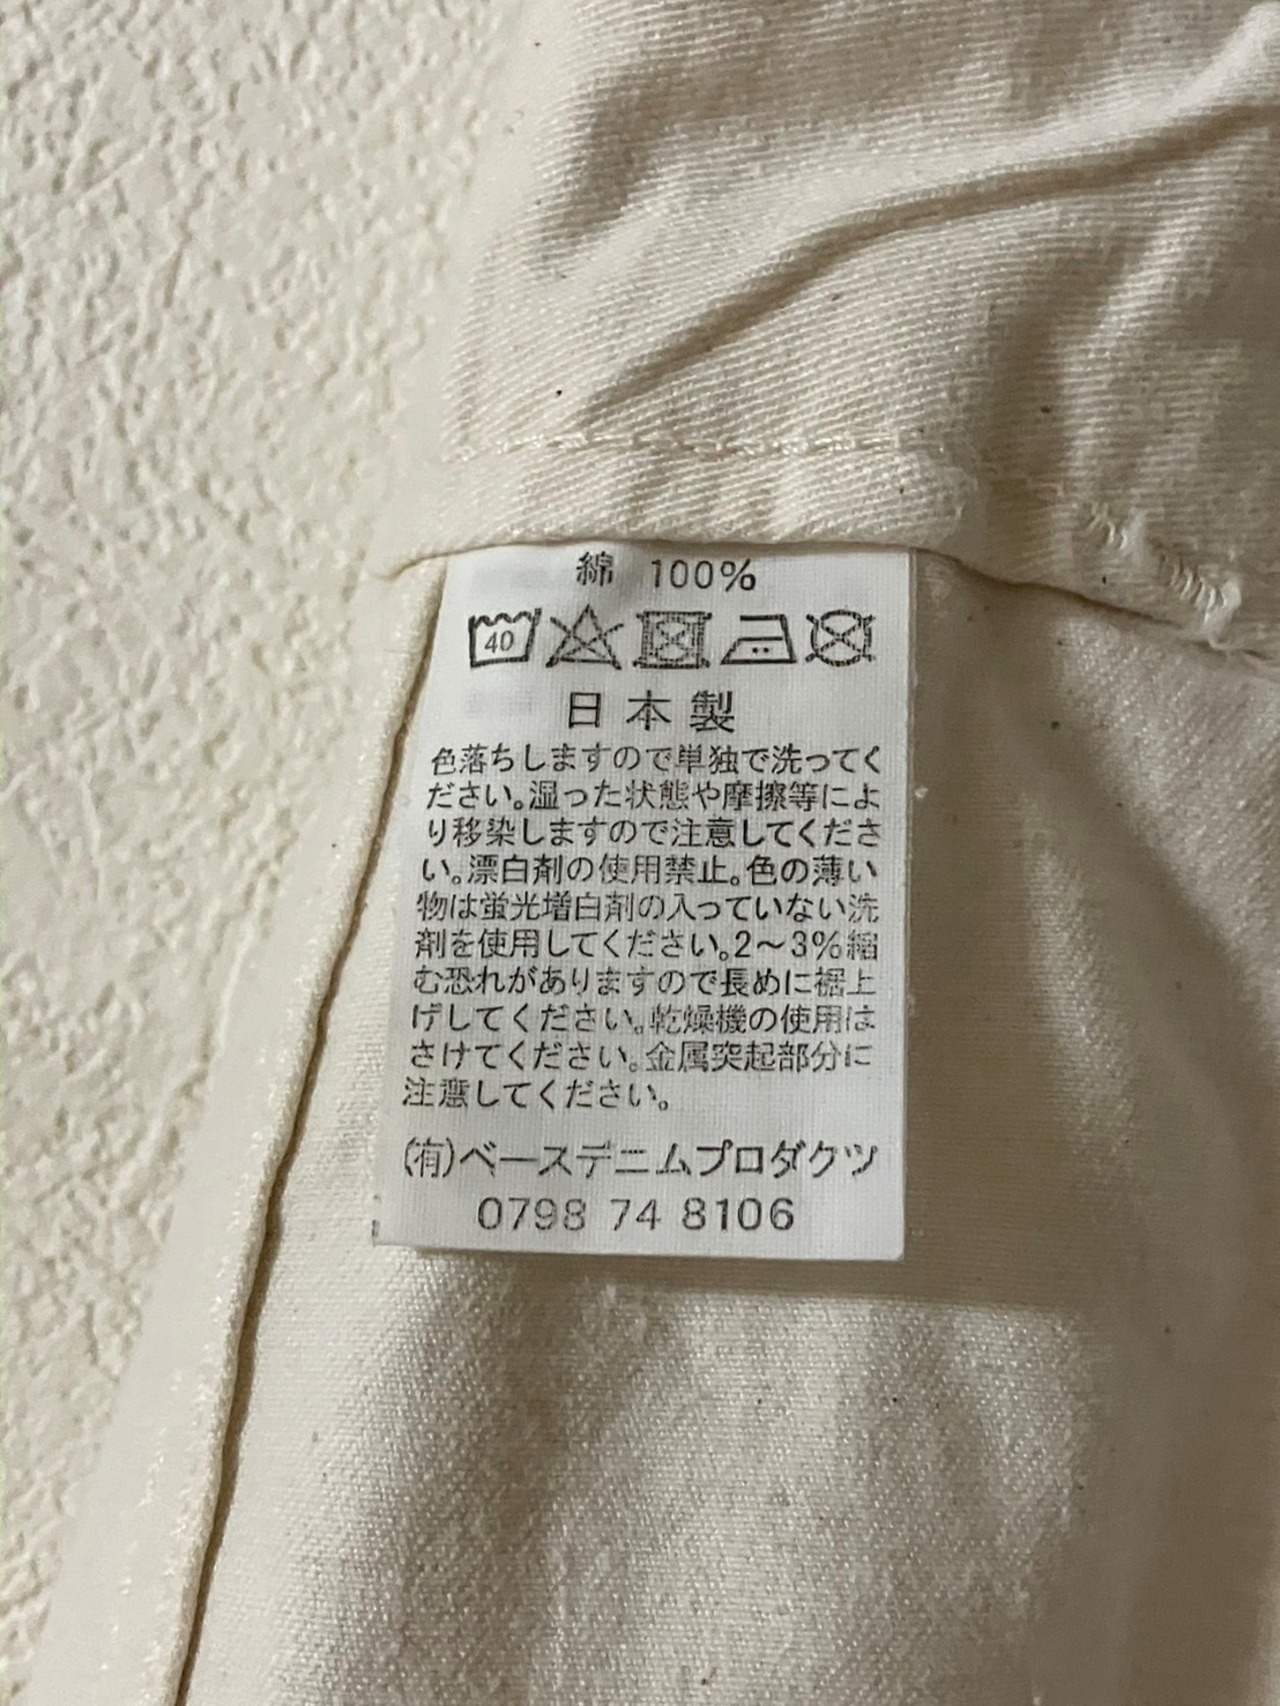 綿 100%
40
日本製
色落ちしますので単独で洗ってく
ださい。湿った状態や摩擦等によ
り移染しますので注意してくださ
い。漂白剤の使用禁止。色の薄い
物は蛍光増白剤の入っていない洗
剤を使用してください。2～3%縮
む恐れがありますので長めに裾上
げしてください。乾燥機の使用は
さけてください。金属突起部分に
注意してください。
(有)ベースデニムプロダクツ
0798 74 8106